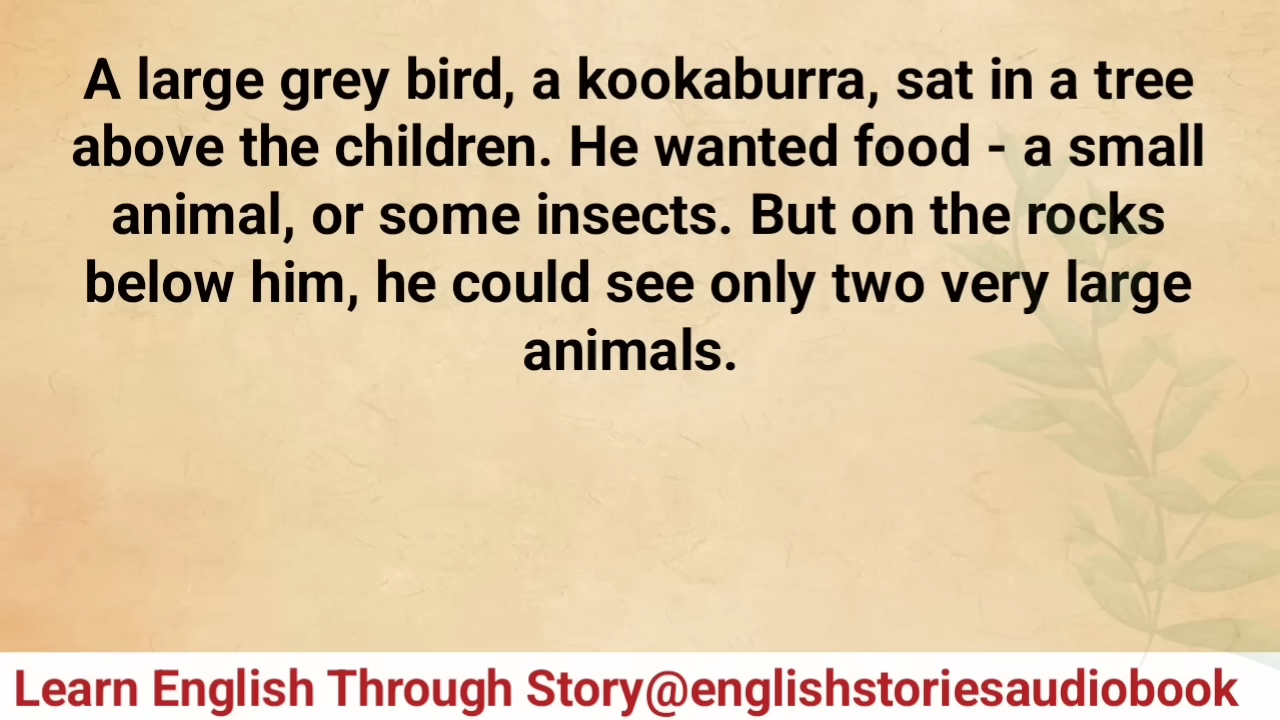 A large grey bird, a kookaburra, sat in a tree
above the children. He wanted food - a small
animal, or some insects. But on the rocks
below him, he could see only two very large
animals.
Learn English Through Story@englishstoriesaudiobook